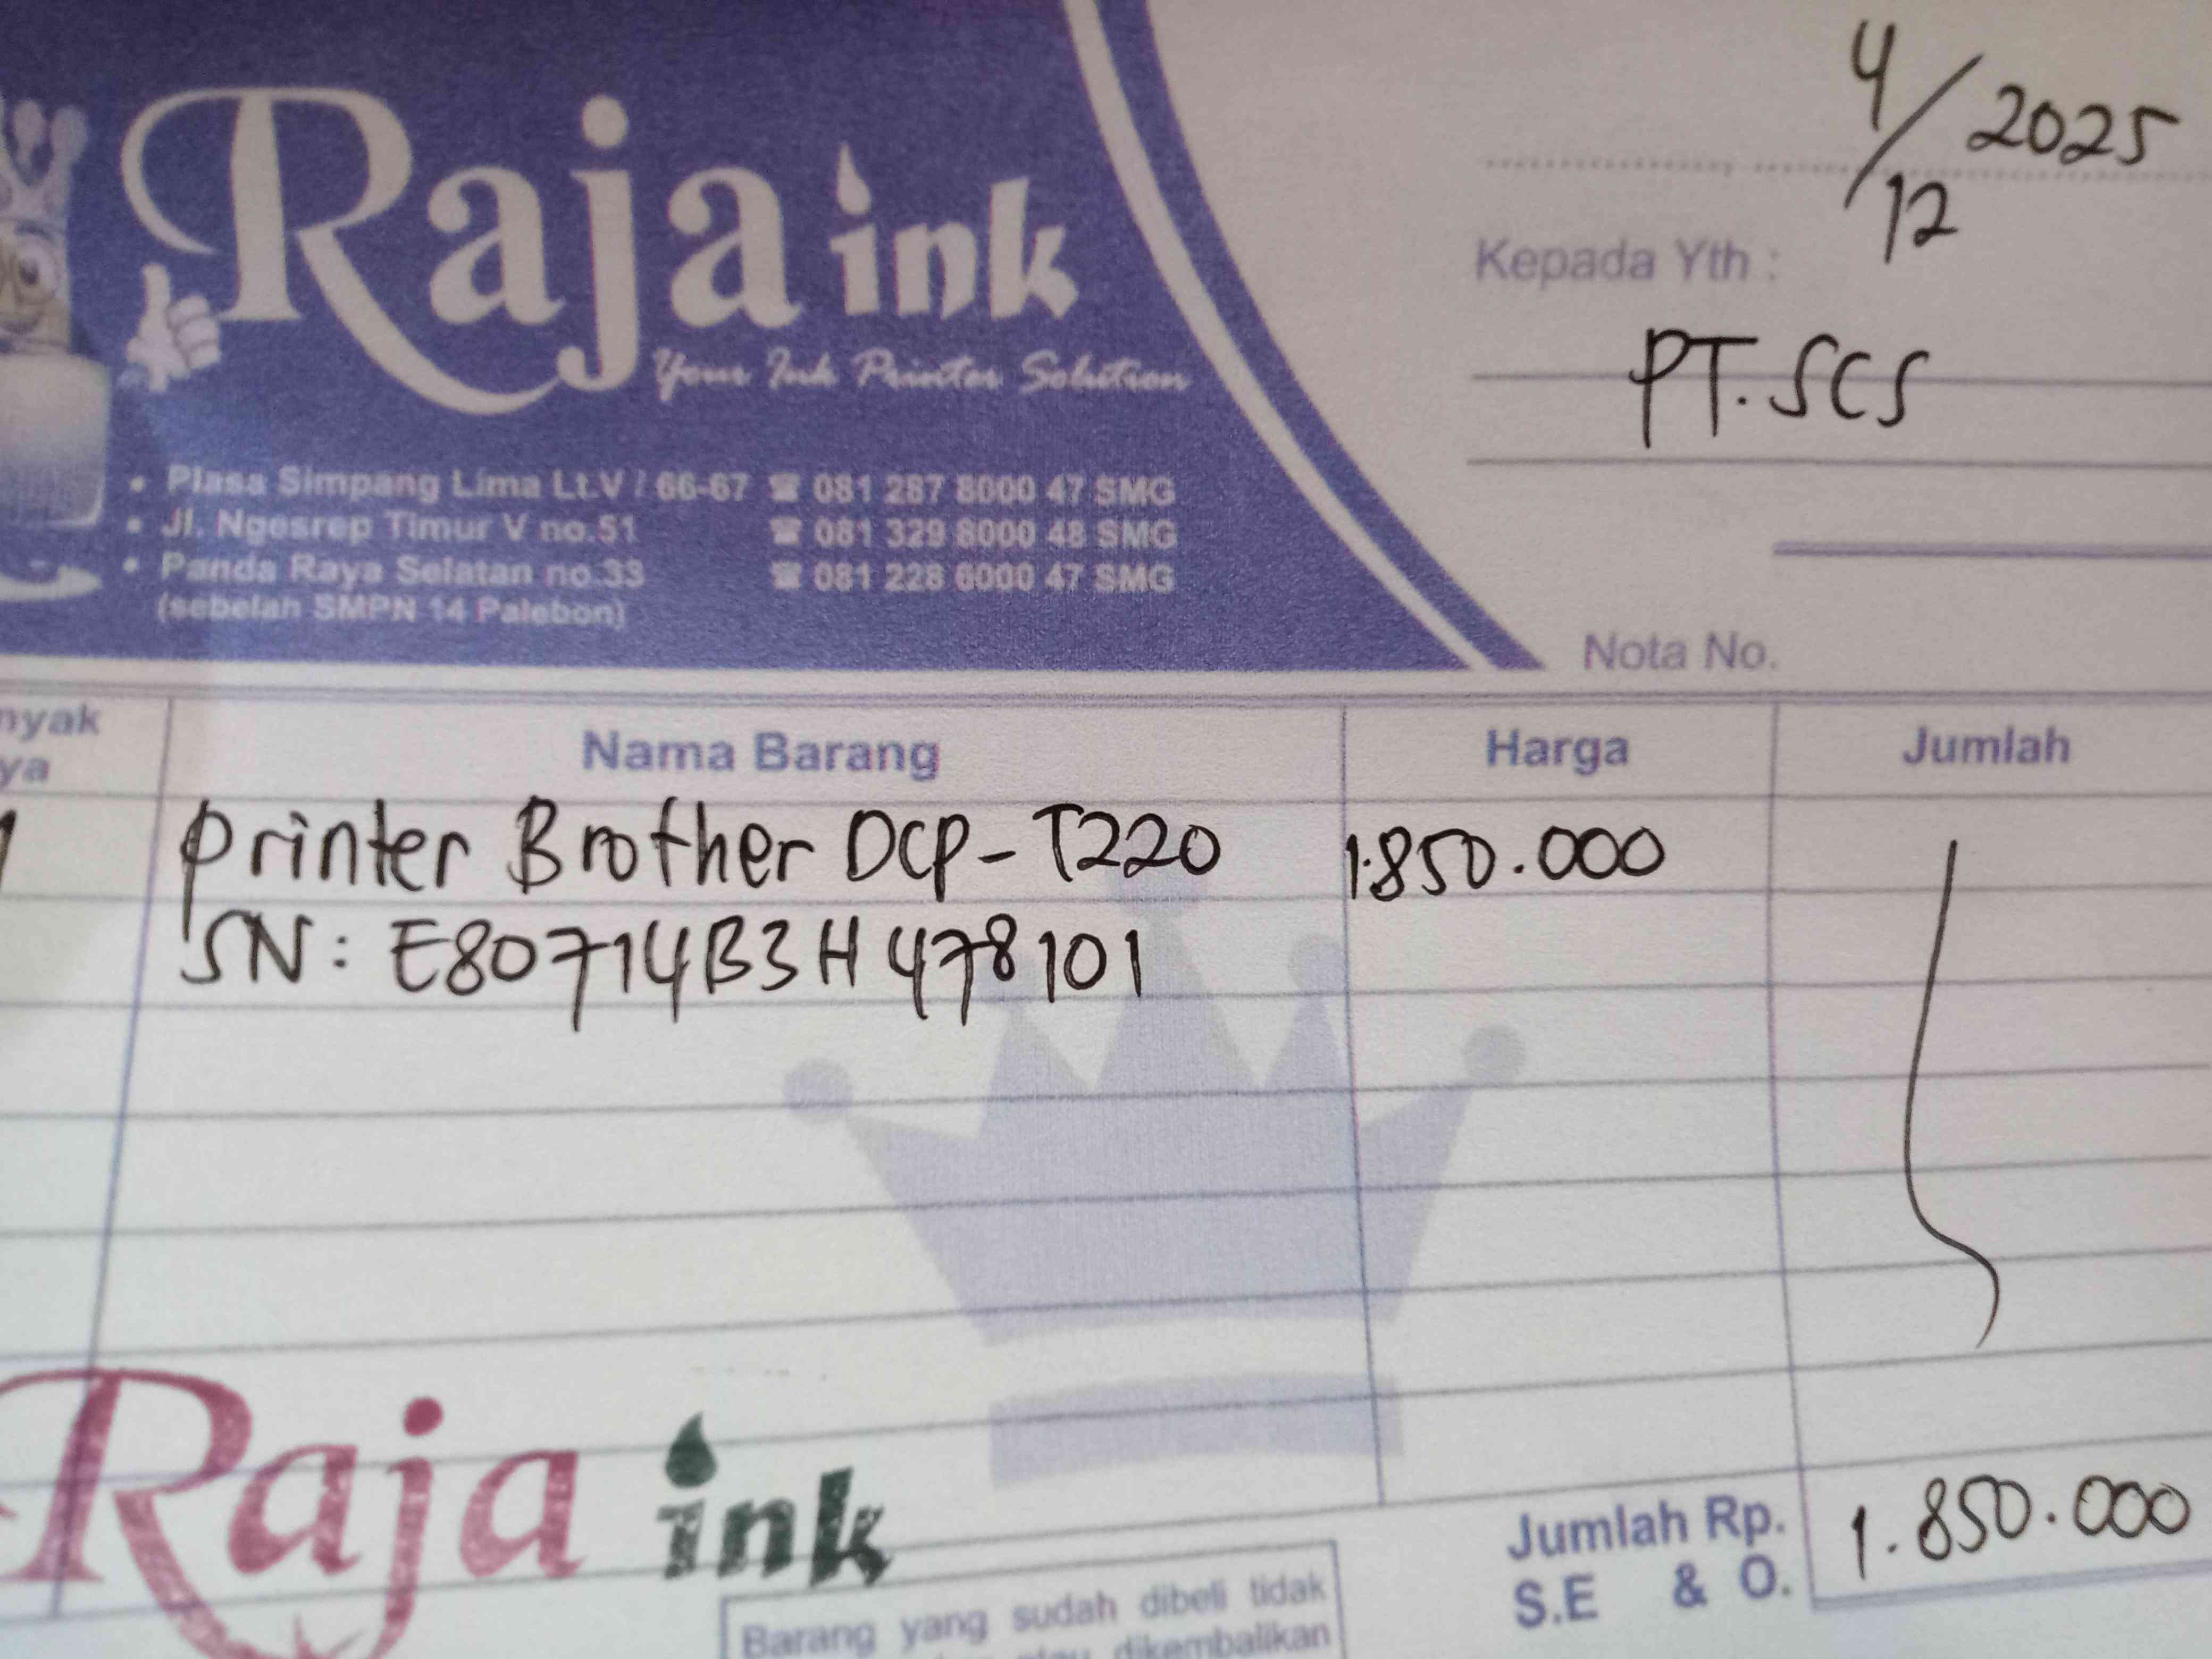 Raja ink
Your Ink Printer Solution
• Plasa Simpang Lima Lt.V / 66-67 ☎ 081 287 8000 47 SMG
• Jl. Ngesrep Timur V no.51 ☎ 081 329 8000 48 SMG
• Panda Raya Selatan no.33 ☎ 081 228 6000 47 SMG
(sebelah SMPN 14 Palebon)
4/12 2025
Kepada Yth :
PT. SCS
Nota No.
nyak
ya
Nama Barang Harga Jumlah
1 printer Brother DCP-T220 1.850.000
SN: E80714B3H478101
Raja ink
Jumlah Rp. 1.850.000
S.E & O.
Barang yang sudah dibeli tidak
dikembalikan